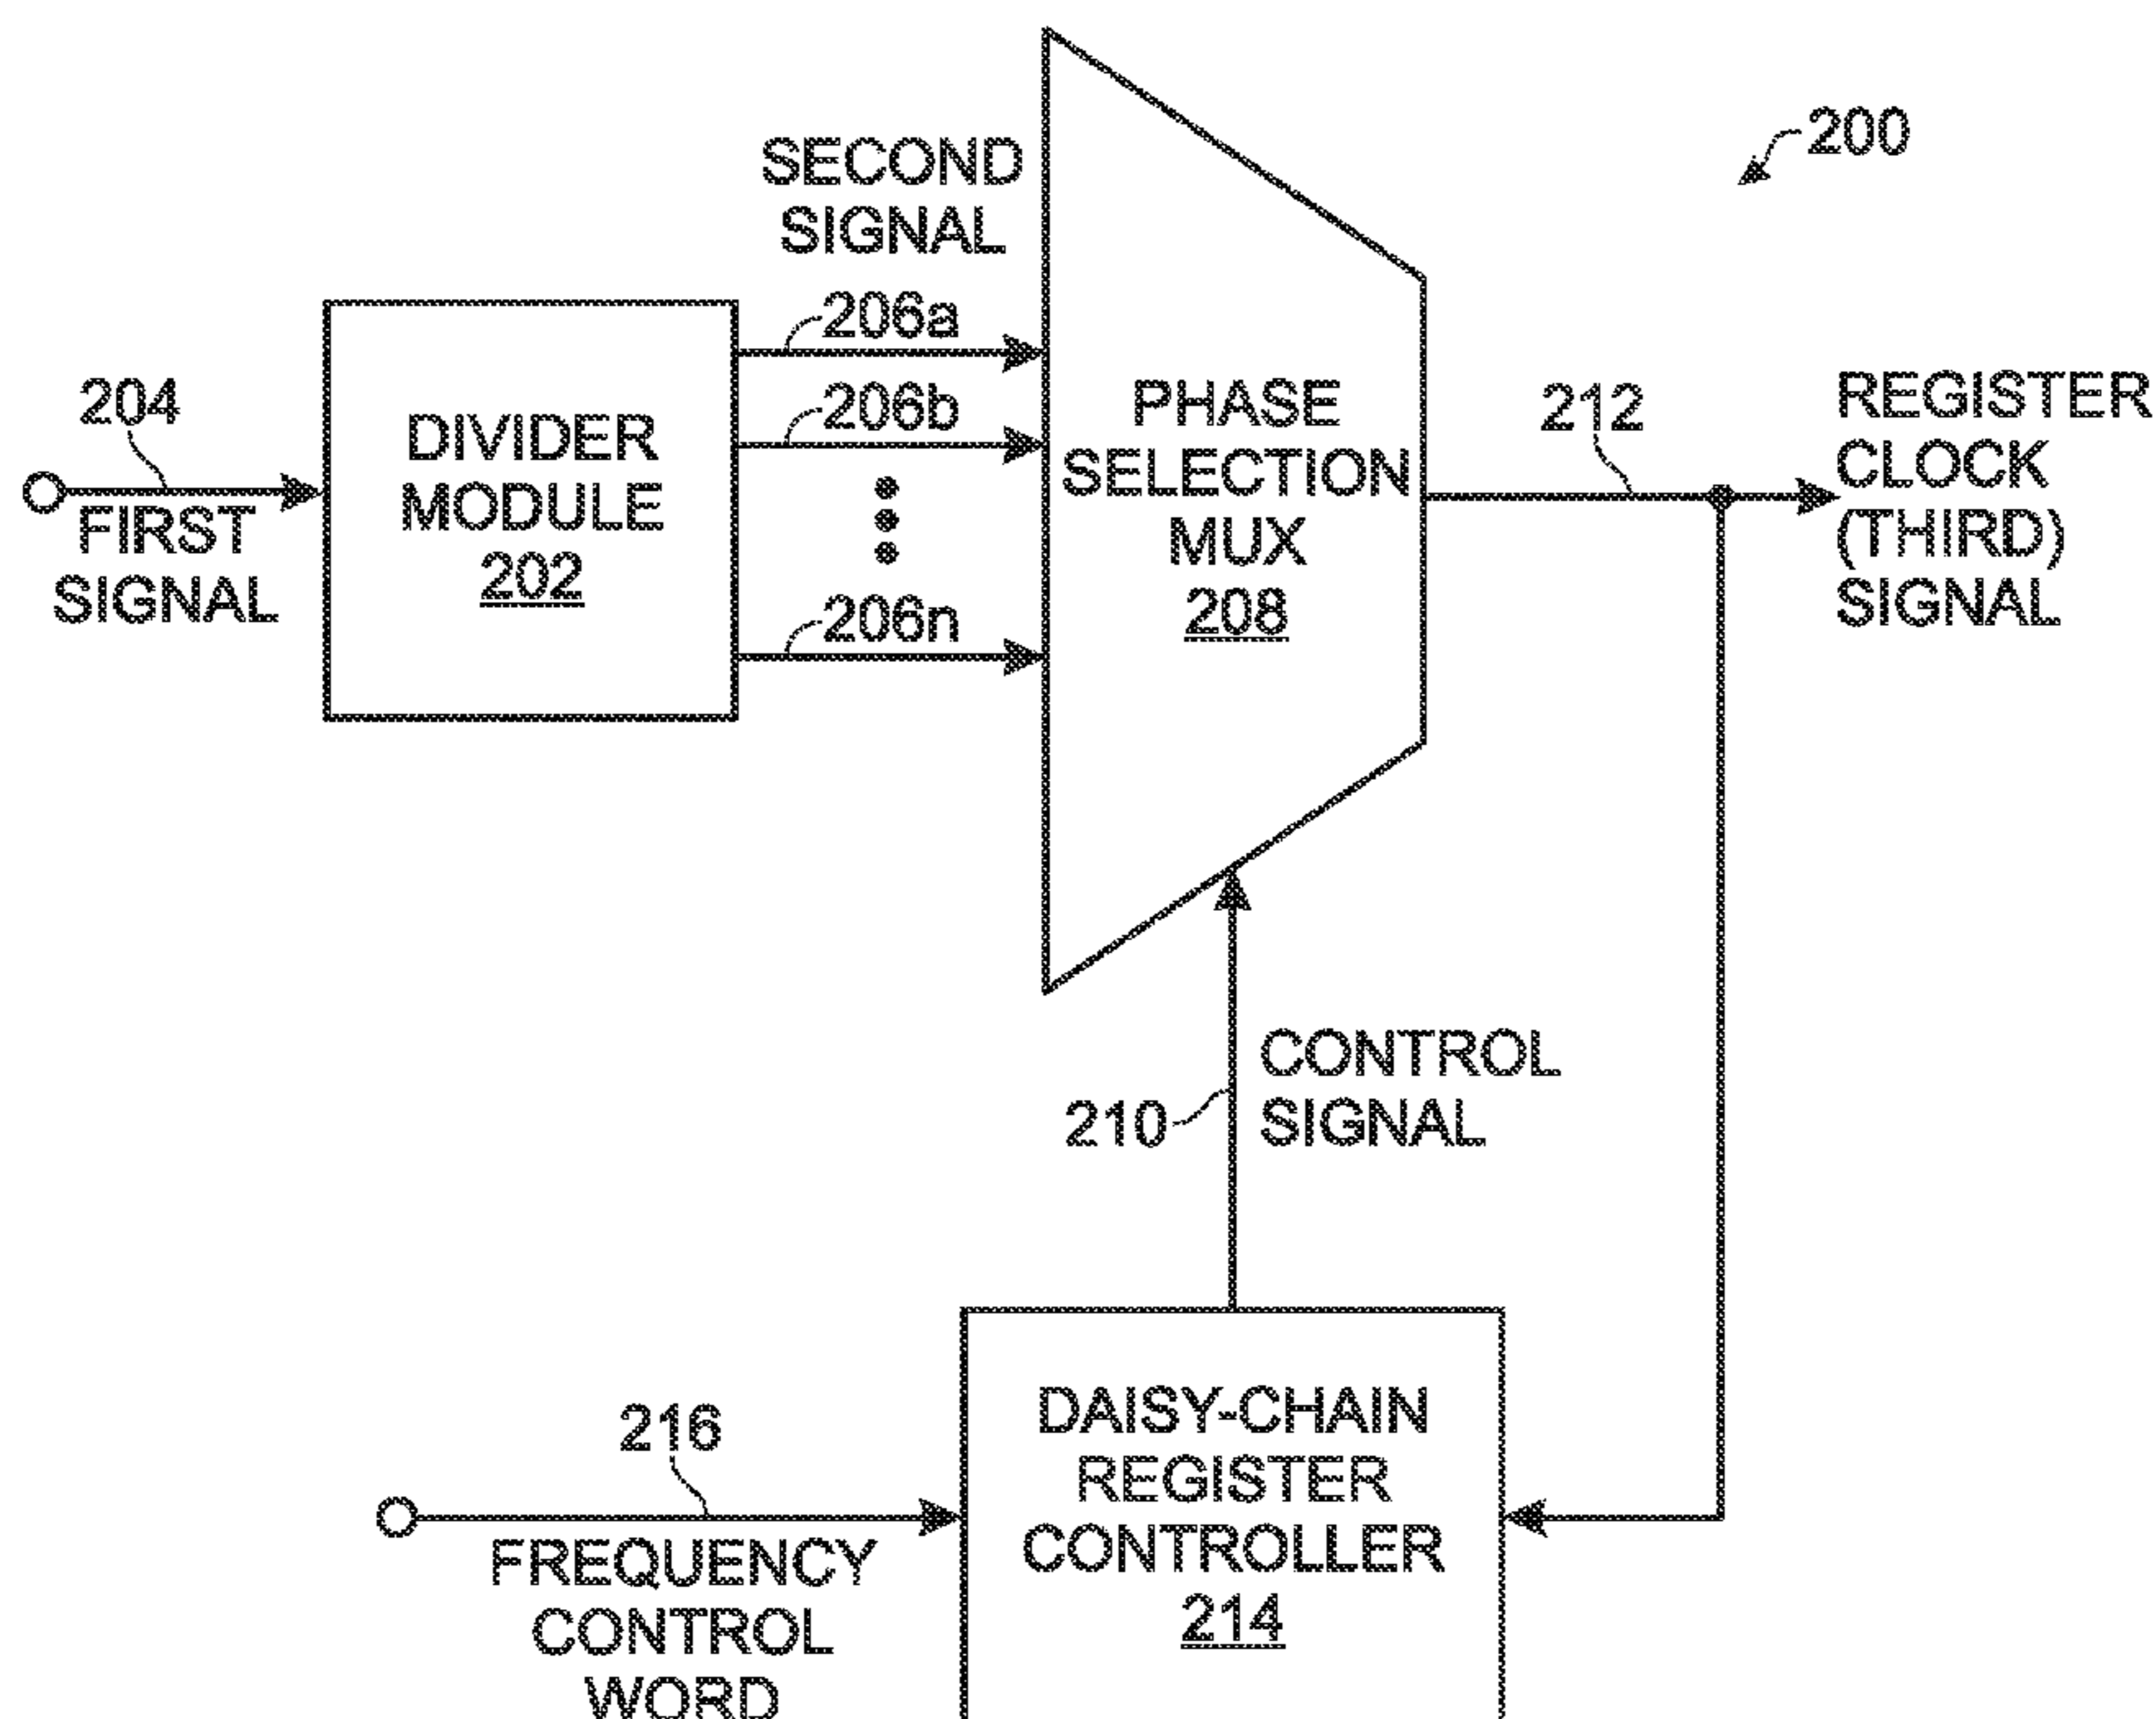 200
SECOND
SIGNAL
206a
206b
206n
204
FIRST
SIGNAL
DIVIDER
MODULE
202
PHASE
SELECTION
MUX
208
212
REGISTER
CLOCK
(THIRD)
SIGNAL
210
CONTROL
SIGNAL
216
FREQUENCY
CONTROL
WORD
DAISY-CHAIN
REGISTER
CONTROLLER
214